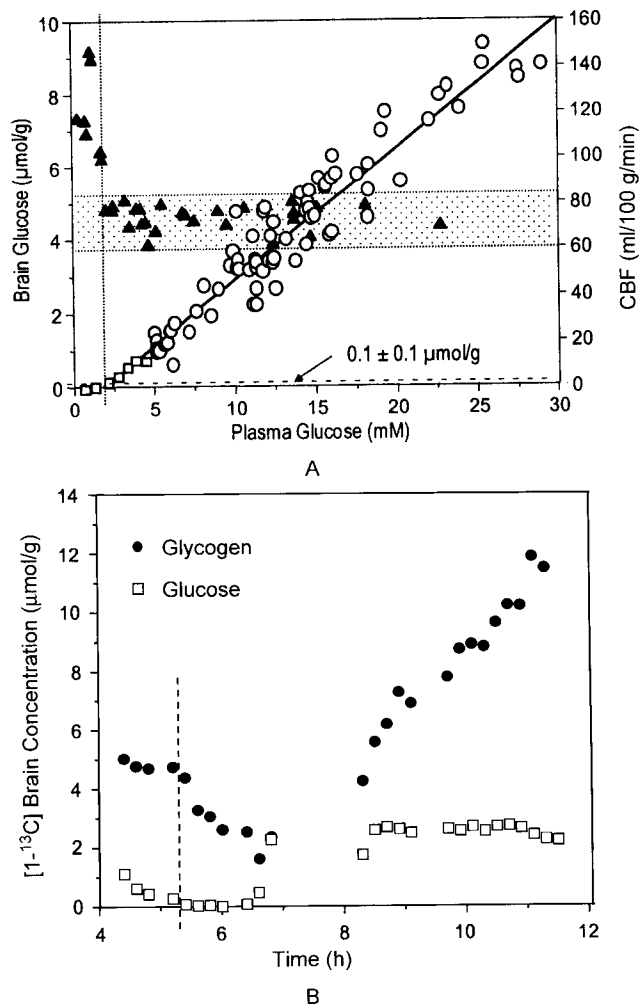 10
8
6
4
2
0
Brain Glucose (μmol/g)
160
140
120
100
80
60
40
20
0
CBF (ml/100 g/min)
0.1 ± 0.1 μmol/g
0 5 10 15 20 25 30
Plasma Glucose (mM)
A
14
12
10
8
6
4
2
0
[1-¹³C] Brain Concentration (μmol/g)
Glycogen
Glucose
4 6 8 10 12
Time (h)
B